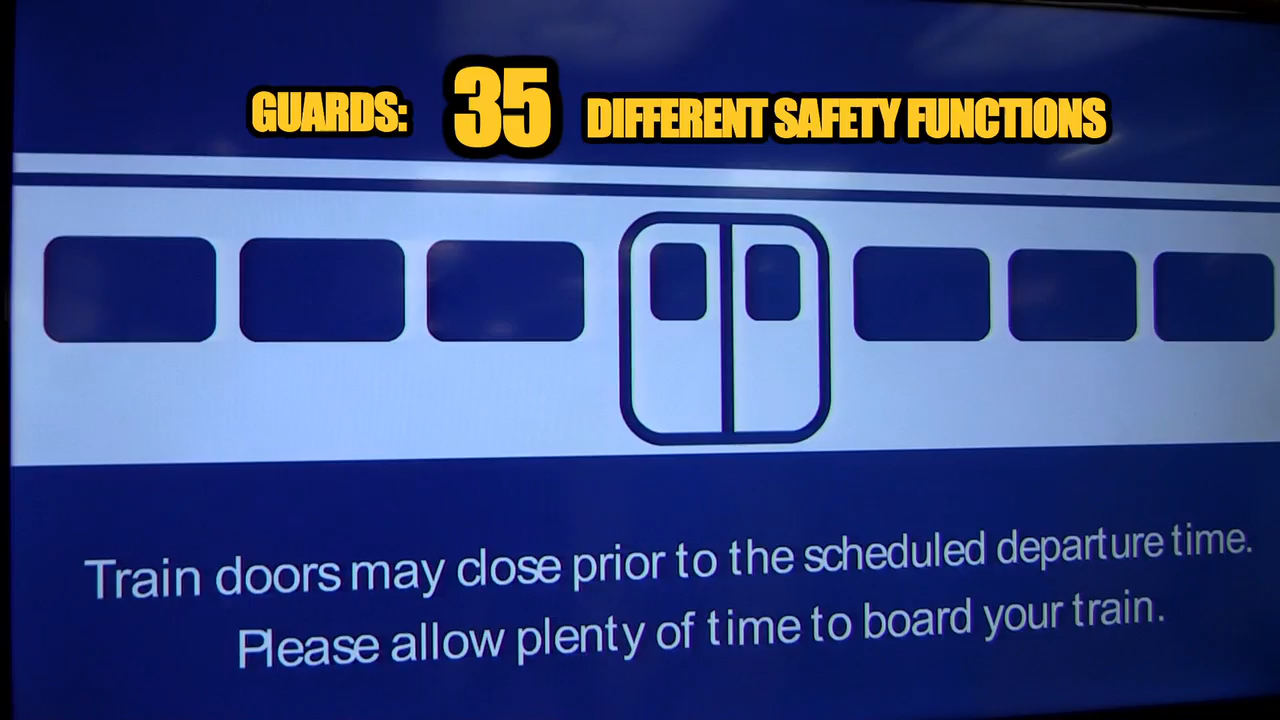 GUARDS: 35 DIFFERENT SAFETY FUNCTIONS
Train doors may close prior to the scheduled departure time.
Please allow plenty of time to board your train.